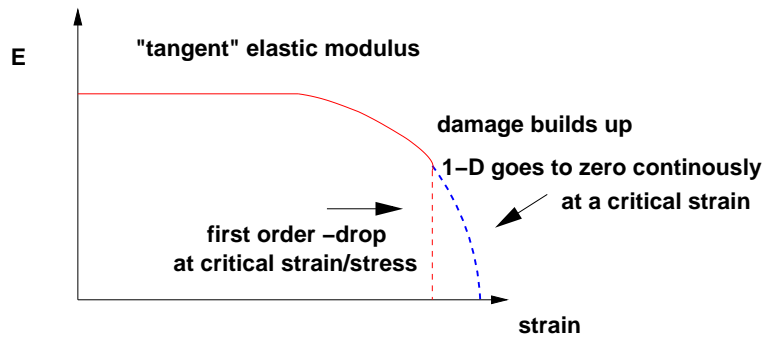 "tangent" elastic modulus
E
damage builds up
1−D goes to zero continously
at a critical strain
first order −drop
at critical strain/stress
strain